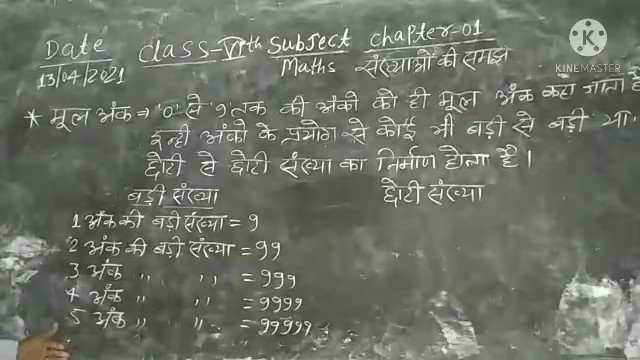 Date class-VIth Subject chapter-01
13/04/2021 Maths संख्याओं की समझ
KINEMASTER
* मूल अंक ⇒ '0' से 9 तक की अंको को ही मूल अंक कहा जाता है
इन्ही अंको के प्रयोग से कोई भी बड़ी से बड़ी या
छोटी से छोटी संख्या का निर्माण होता है।
बड़ी संख्या छोटी संख्या
1 अंक की बड़ी संख्या = 9
2 अंक की बड़ी संख्या = 99
3 अंक " " = 999
4 अंक " " = 9999
5 अंक " " = 99999